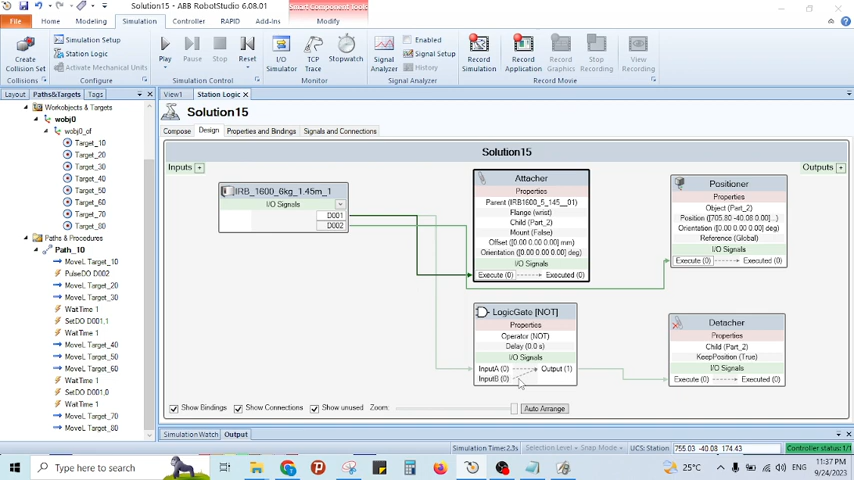 Solution15 - ABB RobotStudio 6.08.01
Smart Component Tools
File Home Modeling Simulation Controller RAPID Add-Ins Modify
Create Collision Set
Collisions
Simulation Setup
Station Logic
Activate Mechanical Units
Configure
Play Pause Stop Reset
Simulation Control
I/O Simulator
TCP Trace
Stopwatch
Monitor
Signal Analyzer
Enabled
Signal Setup
History
Signal Analyzer
Record Simulation
Record Application
Record Graphics
Stop Recording
View Recording
Record Movie
Layout Paths&Targets Tags
View1 Station Logic
Workobjects & Targets
wobj0
wobj0_of
Target_10
Target_20
Target_30
Target_40
Target_50
Target_60
Target_70
Target_80
Paths & Procedures
Path_10
MoveL Target_10
PulseDO D002
MoveL Target_20
MoveL Target_30
WaitTime 1
SetDO D001,1
WaitTime 1
MoveL Target_40
MoveL Target_50
MoveL Target_60
WaitTime 1
SetDO D001,0
WaitTime 1
MoveL Target_70
MoveL Target_80
Solution15
Compose Design Properties and Bindings Signals and Connections
Solution15
Inputs +
Outputs +
IRB_1600_6kg_1.45m_1
I/O Signals
D001
D002
Attacher
Properties
Parent (IRB1600_5_145__01)
Flange (wrist)
Child (Part_2)
Mount (False)
Offset ([0.00 0.00 0.00] mm)
Orientation ([0.00 0.00 0.00] deg)
I/O Signals
Execute (0) Executed (0)
Positioner
Properties
Object (Part_2)
Position ([705.80 -40.08 0.00]...)
Orientation ([0.00 0.00 0.00] deg)
Reference (Global)
I/O Signals
Execute (0) Executed (0)
LogicGate [NOT]
Properties
Operator (NOT)
Delay (0.0 s)
I/O Signals
InputA (0) Output (1)
InputB (0)
Detacher
Properties
Child (Part_2)
KeepPosition (True)
I/O Signals
Execute (0) Executed (0)
Show Bindings Show Connections Show unused Zoom: Auto Arrange
Simulation Watch Output
Simulation Time: 2.3s Selection Level Snap Mode UCS: Station 755.03 -40.08 174.43 Controller status: 1/1
Type here to search
25°C
ENG
11:37 PM
9/24/2023